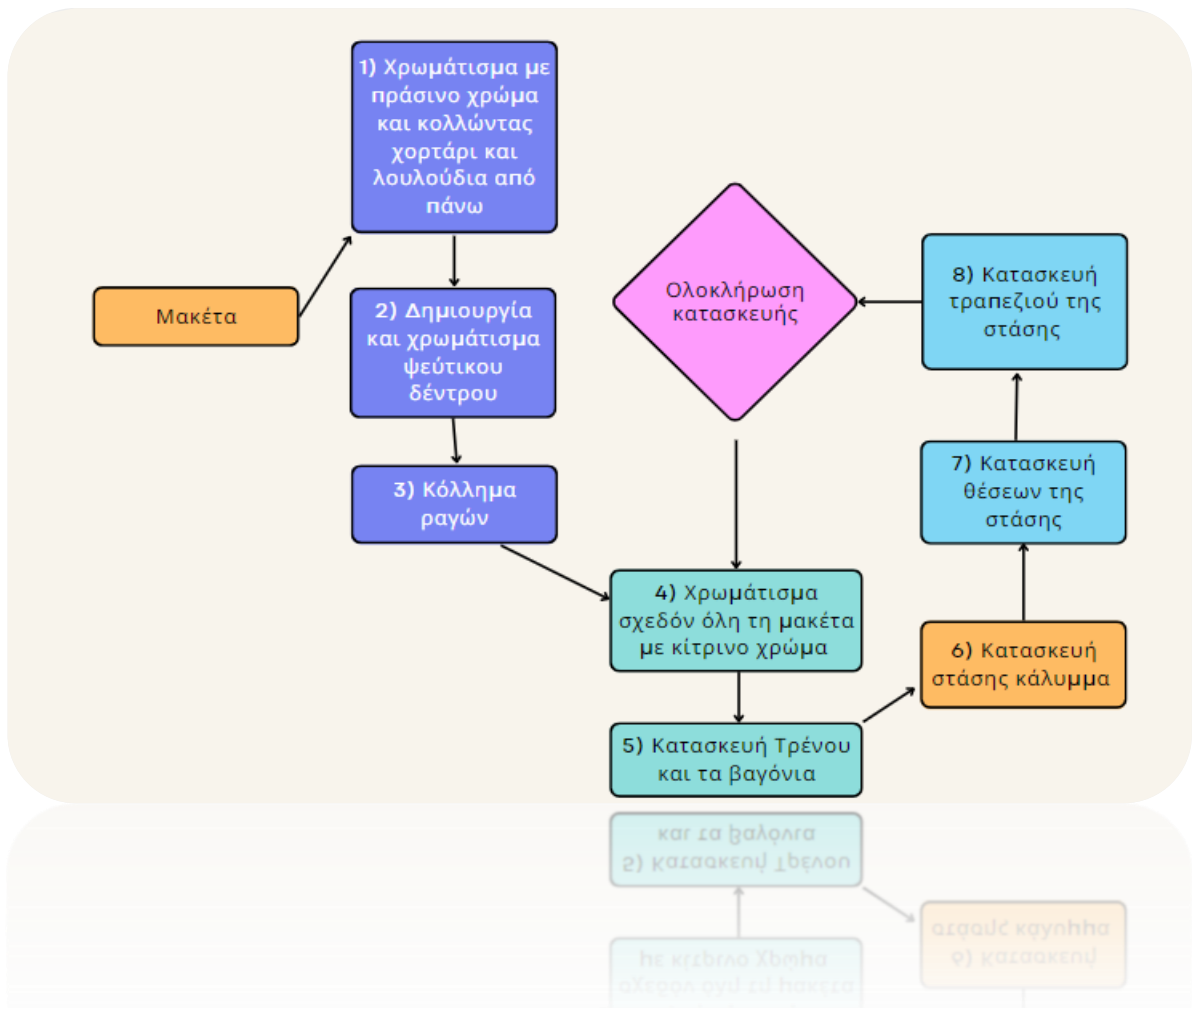 Μακέτα
1) Χρωμάτισμα με
πράσινο χρώμα
και κολλώντας
χορτάρι και
λουλούδια από
πάνω
2) Δημιουργία
και χρωμάτισμα
ψεύτικου
δέντρου
3) Κόλλημα
ραγών
4) Χρωμάτισμα
σχεδόν όλη τη μακέτα
με κίτρινο χρώμα
5) Κατασκευή Τρένου
και τα βαγόνια
6) Κατασκευή
στάσης κάλυμμα
7) Κατασκευή
θέσεων της
στάσης
8) Κατασκευή
τραπεζιού της
στάσης
Ολοκλήρωση
κατασκευής